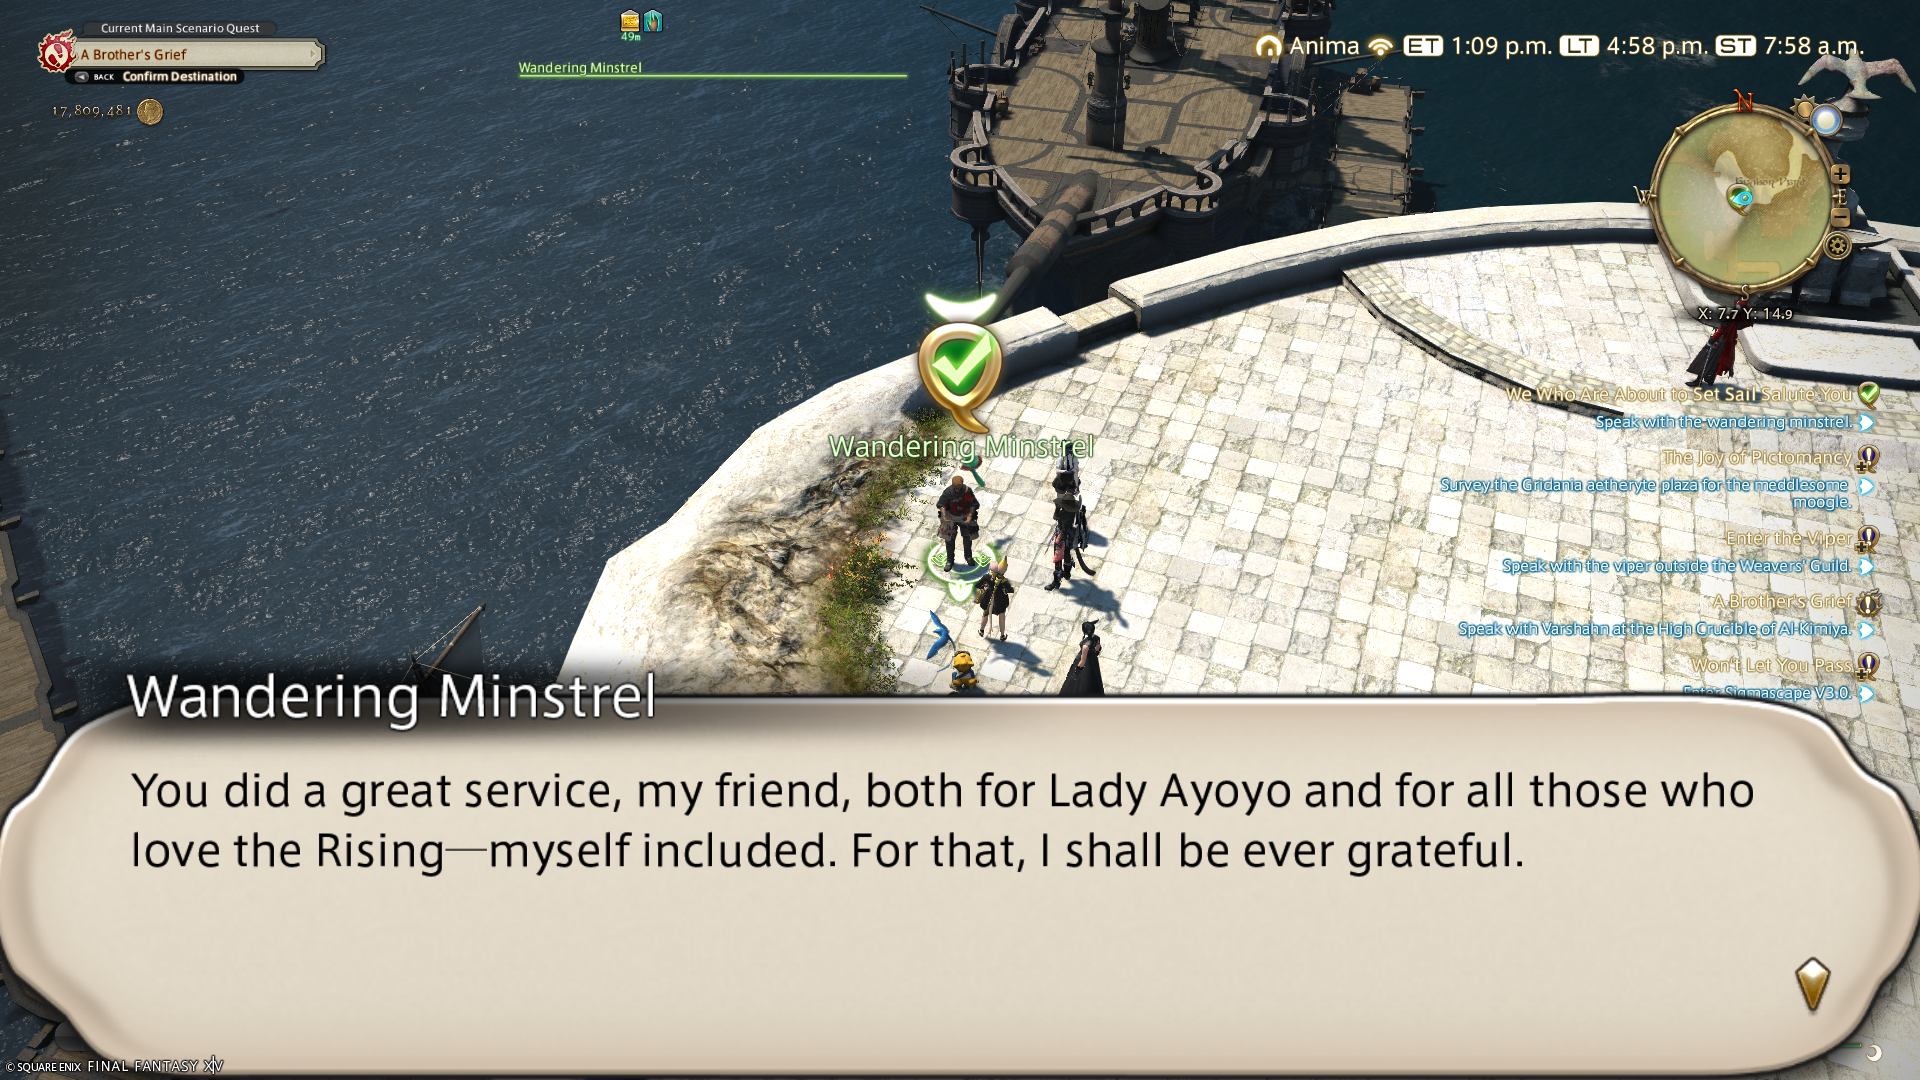 Current Main Scenario Quest
A Brother's Grief
BACK Confirm Destination
17,809,481
49m
Wandering Minstrel
Anima ET 1:09 p.m. LT 4:58 p.m. ST 7:58 a.m.
N
W
E
S
X: 7.7 Y: 14.9
We Who Are About to Set Sail Salute You
Speak with the wandering minstrel.
The Joy of Pictomancy
Survey the Gridania aetheryte plaza for the meddlesome
moogle.
Enter the Viper
Speak with the viper outside the Weavers' Guild.
A Brother's Grief
Speak with Varshahn at the High Crucible of Al-Kimiya.
Won't Let You Pass
Enter Sigmascape V3.0.
Wandering Minstrel
Wandering Minstrel
You did a great service, my friend, both for Lady Ayoyo and for all those who
love the Rising—myself included. For that, I shall be ever grateful.
© SQUARE ENIX FINAL FANTASY XIV